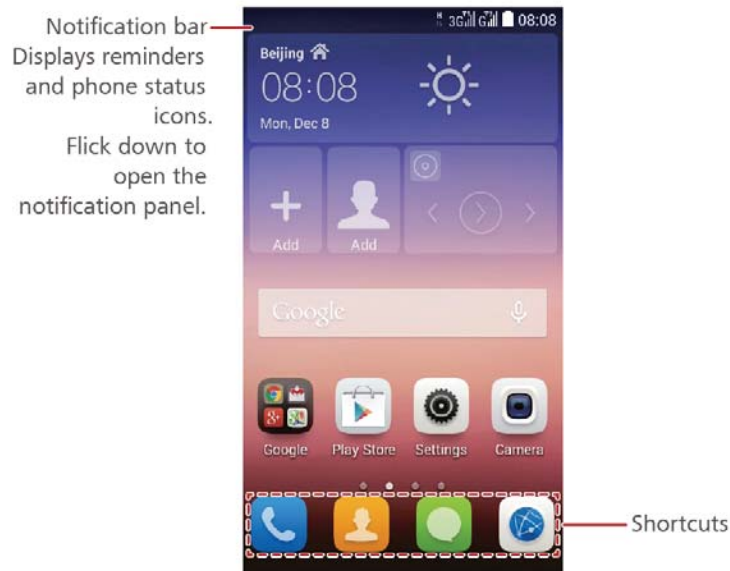 Notification bar
Displays reminders
and phone status
icons.
Flick down to
open the
notification panel.
H 3G G 08:08
Beijing
08:08
Mon, Dec 8
Add Add
Google
Google Play Store Settings Camera
Shortcuts